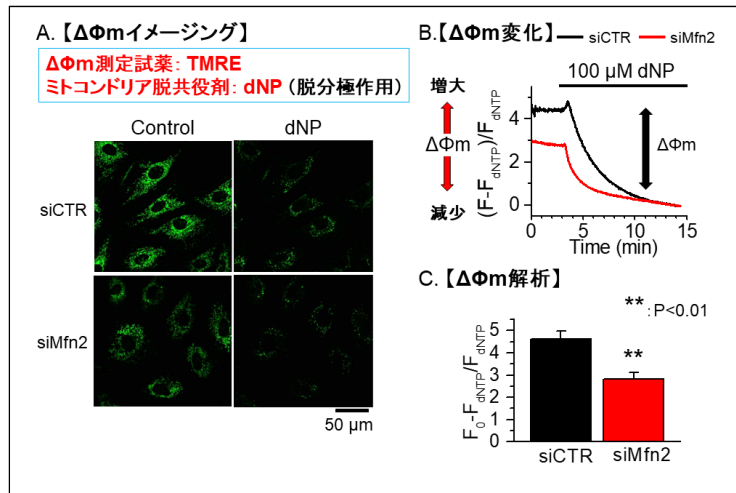 A. 【ΔΦmイメージング】
ΔΦm測定試薬: TMRE
ミトコンドリア脱共役剤: dNP (脱分極作用)
Control
dNP
siCTR
siMfn2
50 µm
B.【ΔΦm変化】
siCTR
siMfn2
100 µM dNP
増大
ΔΦm
減少
(F-FdNTP)/FdNTP
4
2
0
ΔΦm
0
5
10
15
Time (min)
C. 【ΔΦm解析】
**:P<0.01
F0-FdNTP/FdNTP
5
4
3
2
1
0
**
siCTR
siMfn2